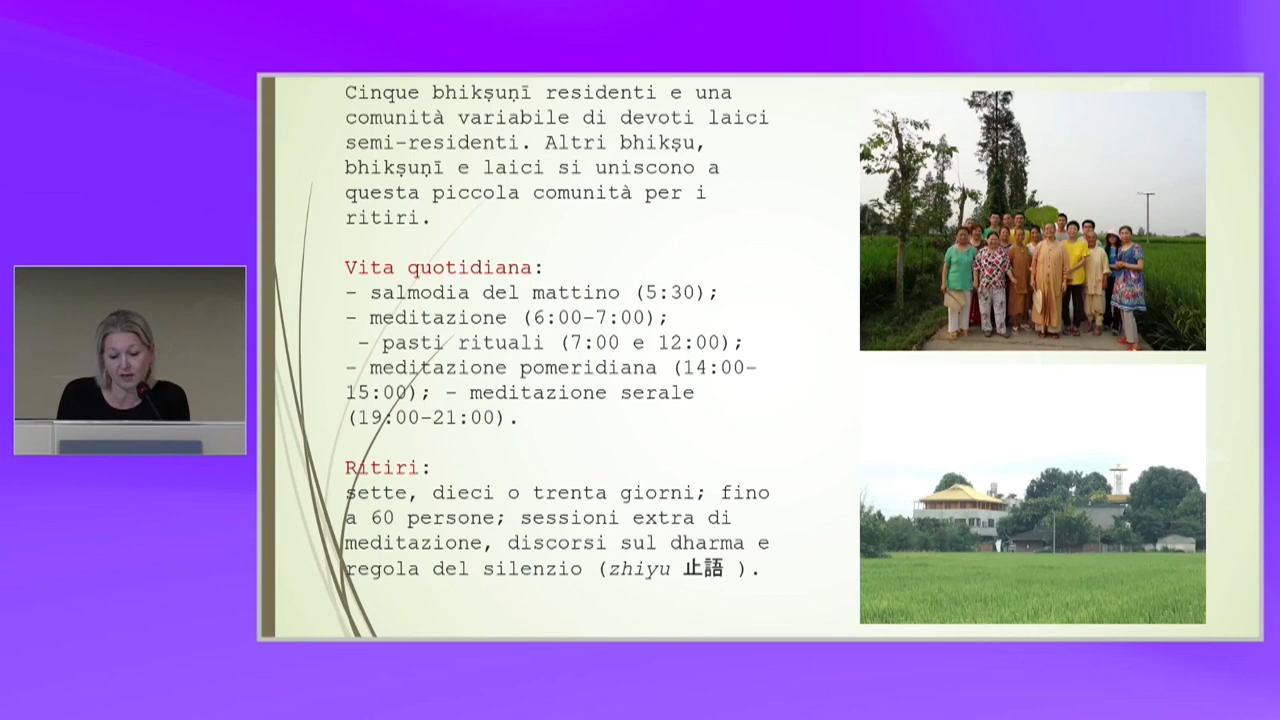 Cinque bhikṣuṇī residenti e una
comunità variabile di devoti laici
semi-residenti. Altri bhikṣu,
bhikṣuṇī e laici si uniscono a
questa piccola comunità per i
ritiri.
Vita quotidiana:
- salmodia del mattino (5:30);
- meditazione (6:00-7:00);
- pasti rituali (7:00 e 12:00);
- meditazione pomeridiana (14:00-
15:00); - meditazione serale
(19:00-21:00).
Ritiri:
sette, dieci o trenta giorni; fino
a 60 persone; sessioni extra di
meditazione, discorsi sul dharma e
regola del silenzio (zhiyu 止語 ).